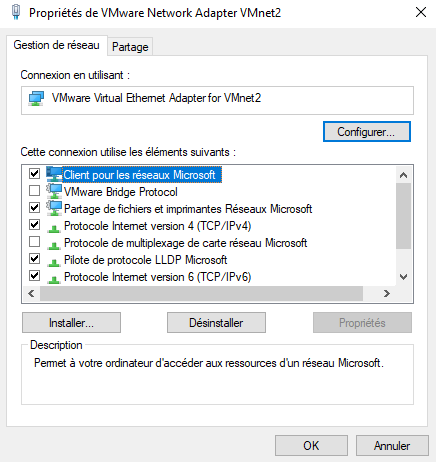 Propriétés de VMware Network Adapter VMnet2
Gestion de réseau Partage
Connexion en utilisant :
VMware Virtual Ethernet Adapter for VMnet2
Configurer...
Cette connexion utilise les éléments suivants :
Client pour les réseaux Microsoft
VMware Bridge Protocol
Partage de fichiers et imprimantes Réseaux Microsoft
Protocole Internet version 4 (TCP/IPv4)
Protocole de multiplexage de carte réseau Microsoft
Pilote de protocole LLDP Microsoft
Protocole Internet version 6 (TCP/IPv6)
Installer... Désinstaller Propriétés
Description
Permet à votre ordinateur d'accéder aux ressources d'un réseau Microsoft.
OK Annuler